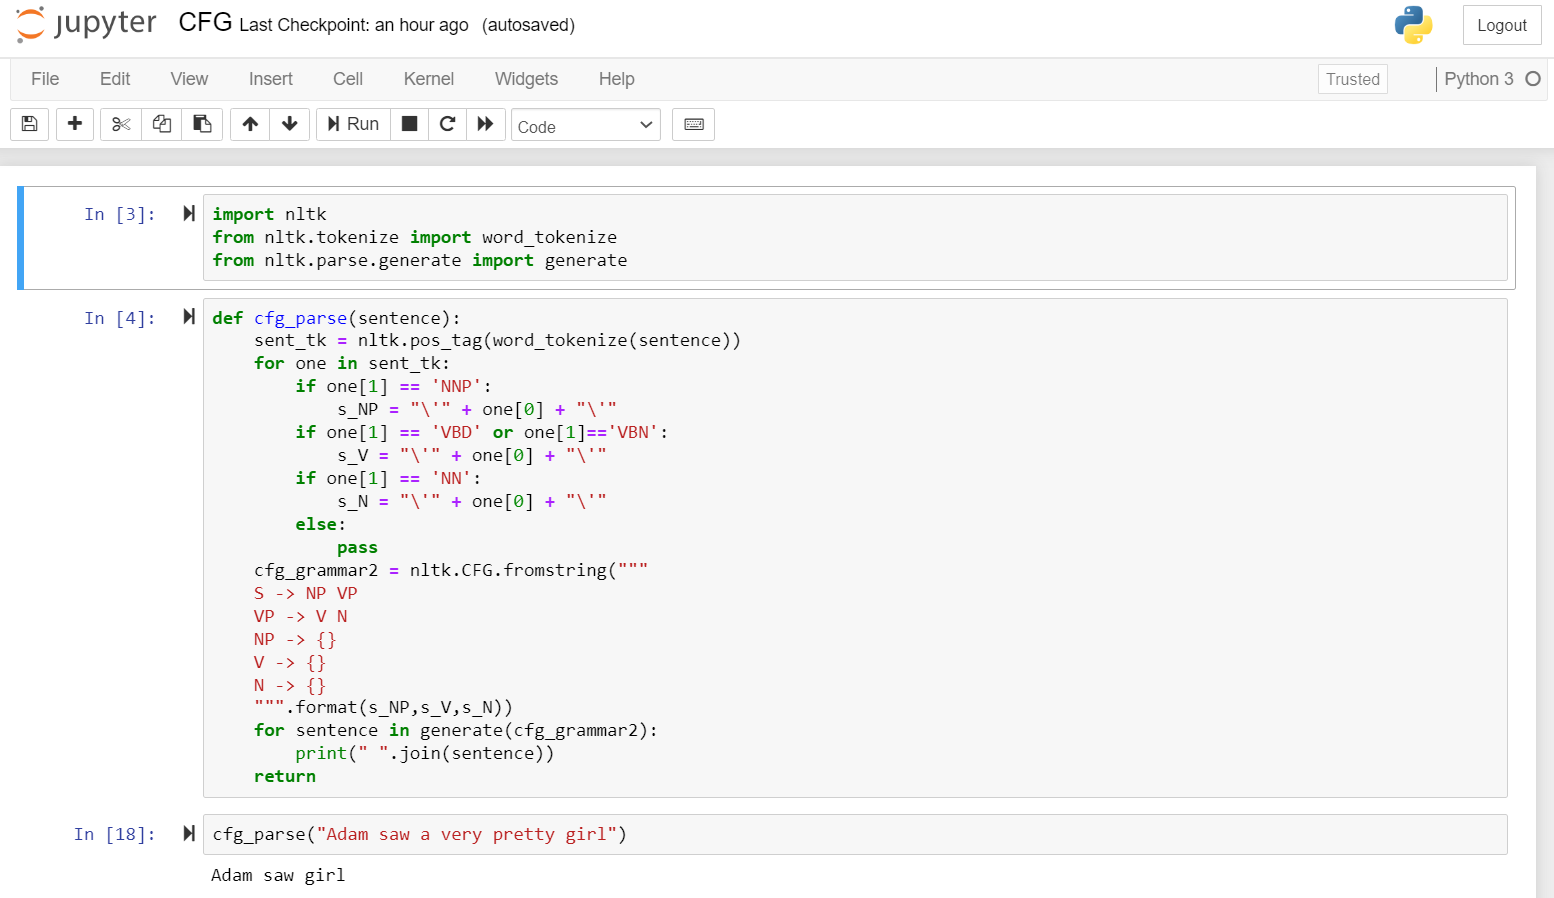 jupyter CFG Last Checkpoint: an hour ago (autosaved)
Logout
File Edit View Insert Cell Kernel Widgets Help
Trusted
Python 3
Run
Code
In [3]:
import nltk
from nltk.tokenize import word_tokenize
from nltk.parse.generate import generate
In [4]:
def cfg_parse(sentence):
    sent_tk = nltk.pos_tag(word_tokenize(sentence))
    for one in sent_tk:
        if one[1] == 'NNP':
            s_NP = "\'" + one[0] + "\'"
        if one[1] == 'VBD' or one[1]=='VBN':
            s_V = "\'" + one[0] + "\'"
        if one[1] == 'NN':
            s_N = "\'" + one[0] + "\'"
        else:
            pass
    cfg_grammar2 = nltk.CFG.fromstring("""
    S -> NP VP
    VP -> V N
    NP -> {}
    V -> {}
    N -> {}
    """.format(s_NP,s_V,s_N))
    for sentence in generate(cfg_grammar2):
        print(" ".join(sentence))
    return
In [18]:
cfg_parse("Adam saw a very pretty girl")
Adam saw girl